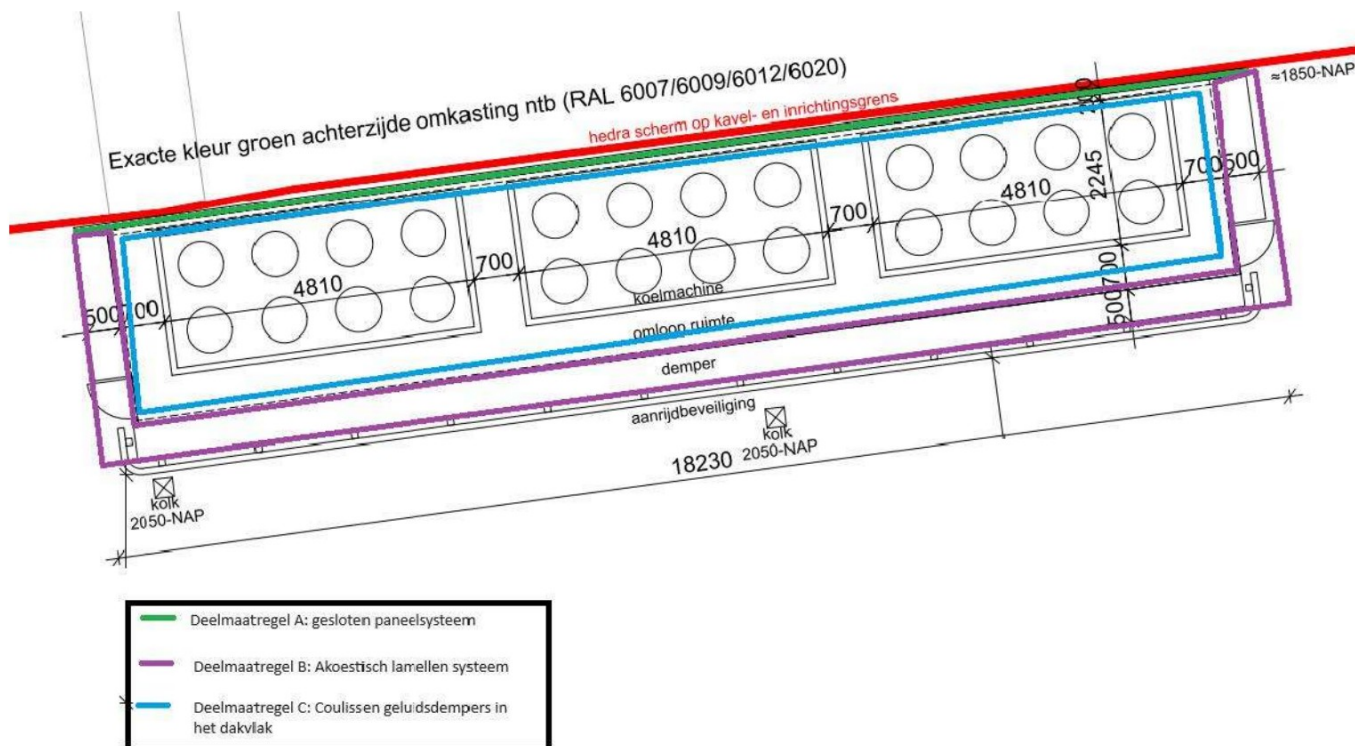 Exacte kleur groen achterzijde omkasting ntb (RAL 6007/6009/6012/6020)
hedra scherm op kavel- en inrichtingsgrens
≈1850-NAP
2245
700
500
4810
700
4810
700
4810
500
700
koelmachine
omloop ruimte
demper
aanrijdbeveiliging
500
700
kolk
2050-NAP
18230
kolk
2050-NAP
Deelmaatregel A: gesloten paneelsysteem
Deelmaatregel B: Akoestisch lamellen systeem
Deelmaatregel C: Coulissen geluidsdempers in
het dakvlak